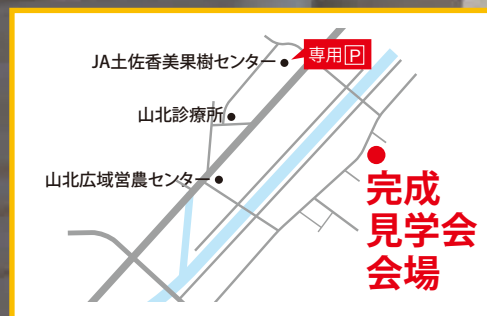 JA土佐香美果樹センター
専用P
山北診療所
山北広域営農センター
完成
見学会
会場